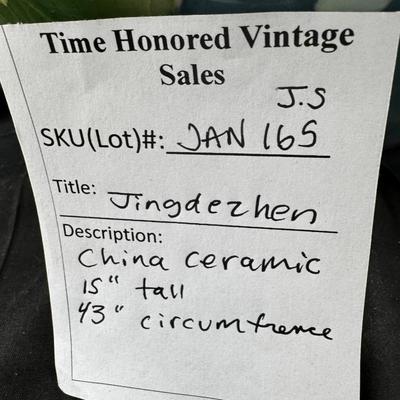 Time Honored Vintage
Sales
J.S
SKU(Lot)#: JAN 165
Title: Jingdezhen
Description:
China ceramic
15" tall
43" circumfrence